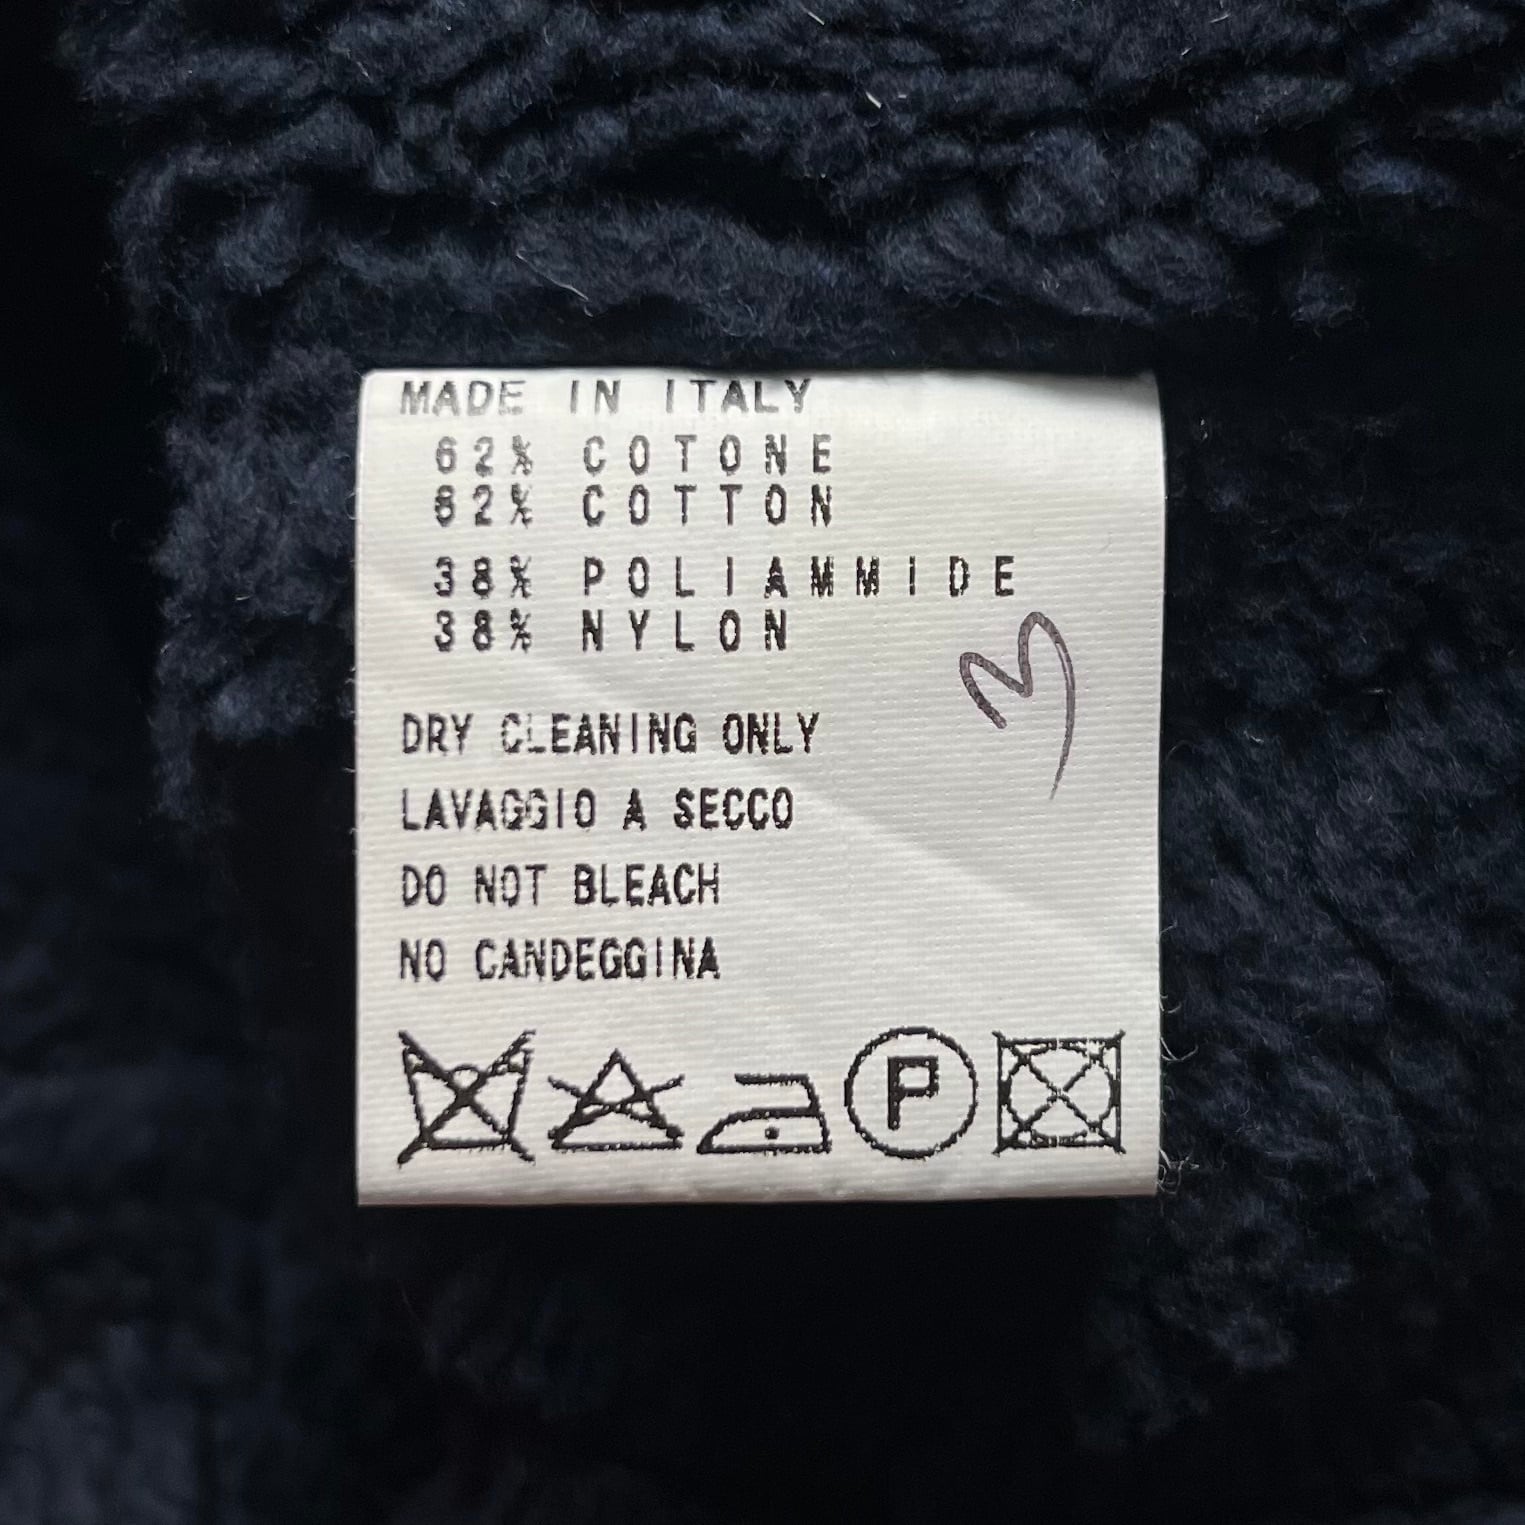 MADE IN ITALY
62% COTONE
62% COTTON
38% POLIAMMIDE
38% NYLON
3
DRY CLEANING ONLY
LAVAGGIO A SECCO
DO NOT BLEACH
NO CANDEGGINA
P